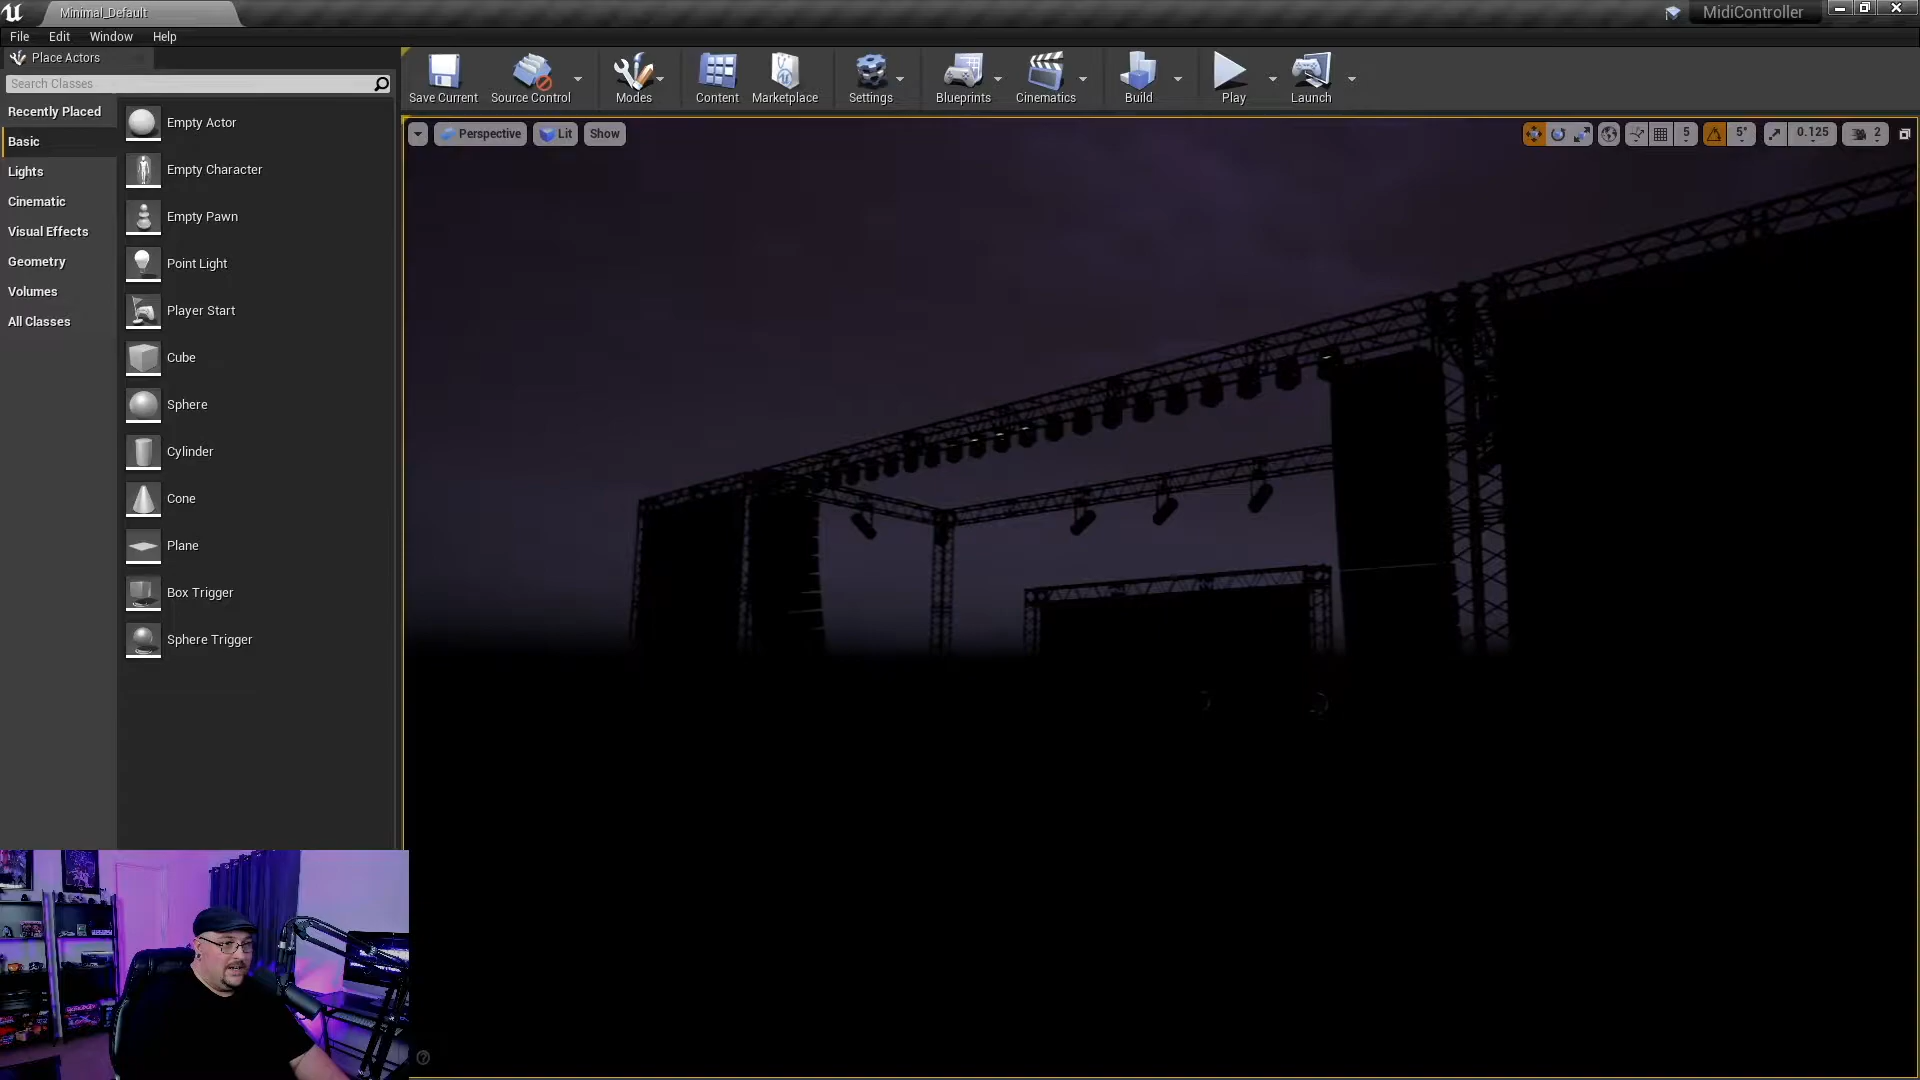 Minimal_Default
MidiController
File Edit Window Help
Place Actors
Search Classes
Recently Placed
Basic
Lights
Cinematic
Visual Effects
Geometry
Volumes
All Classes
Empty Actor
Empty Character
Empty Pawn
Point Light
Player Start
Cube
Sphere
Cylinder
Cone
Plane
Box Trigger
Sphere Trigger
Save Current Source Control Modes Content Marketplace Settings Blueprints Cinematics Build Play Launch
Perspective Lit Show
5 5° 0.125 2